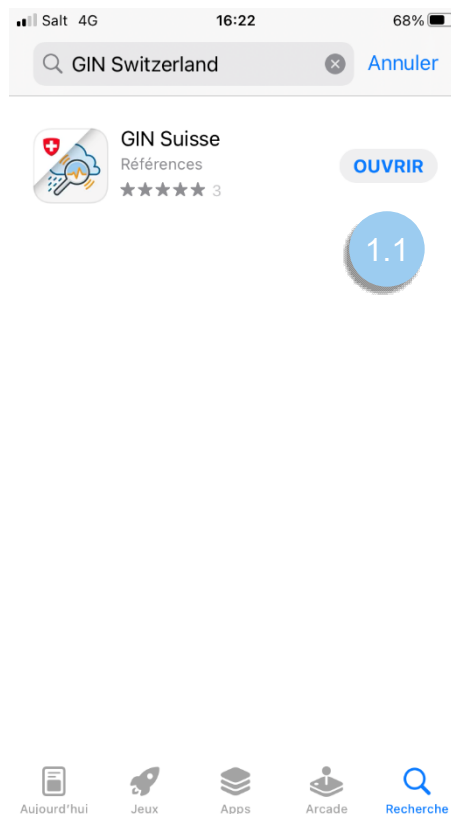 Salt 4G 16:22 68%
GIN Switzerland Annuler
GIN Suisse
Références
OUVRIR
3
1.1
Aujourd'hui Jeux Apps Arcade Recherche